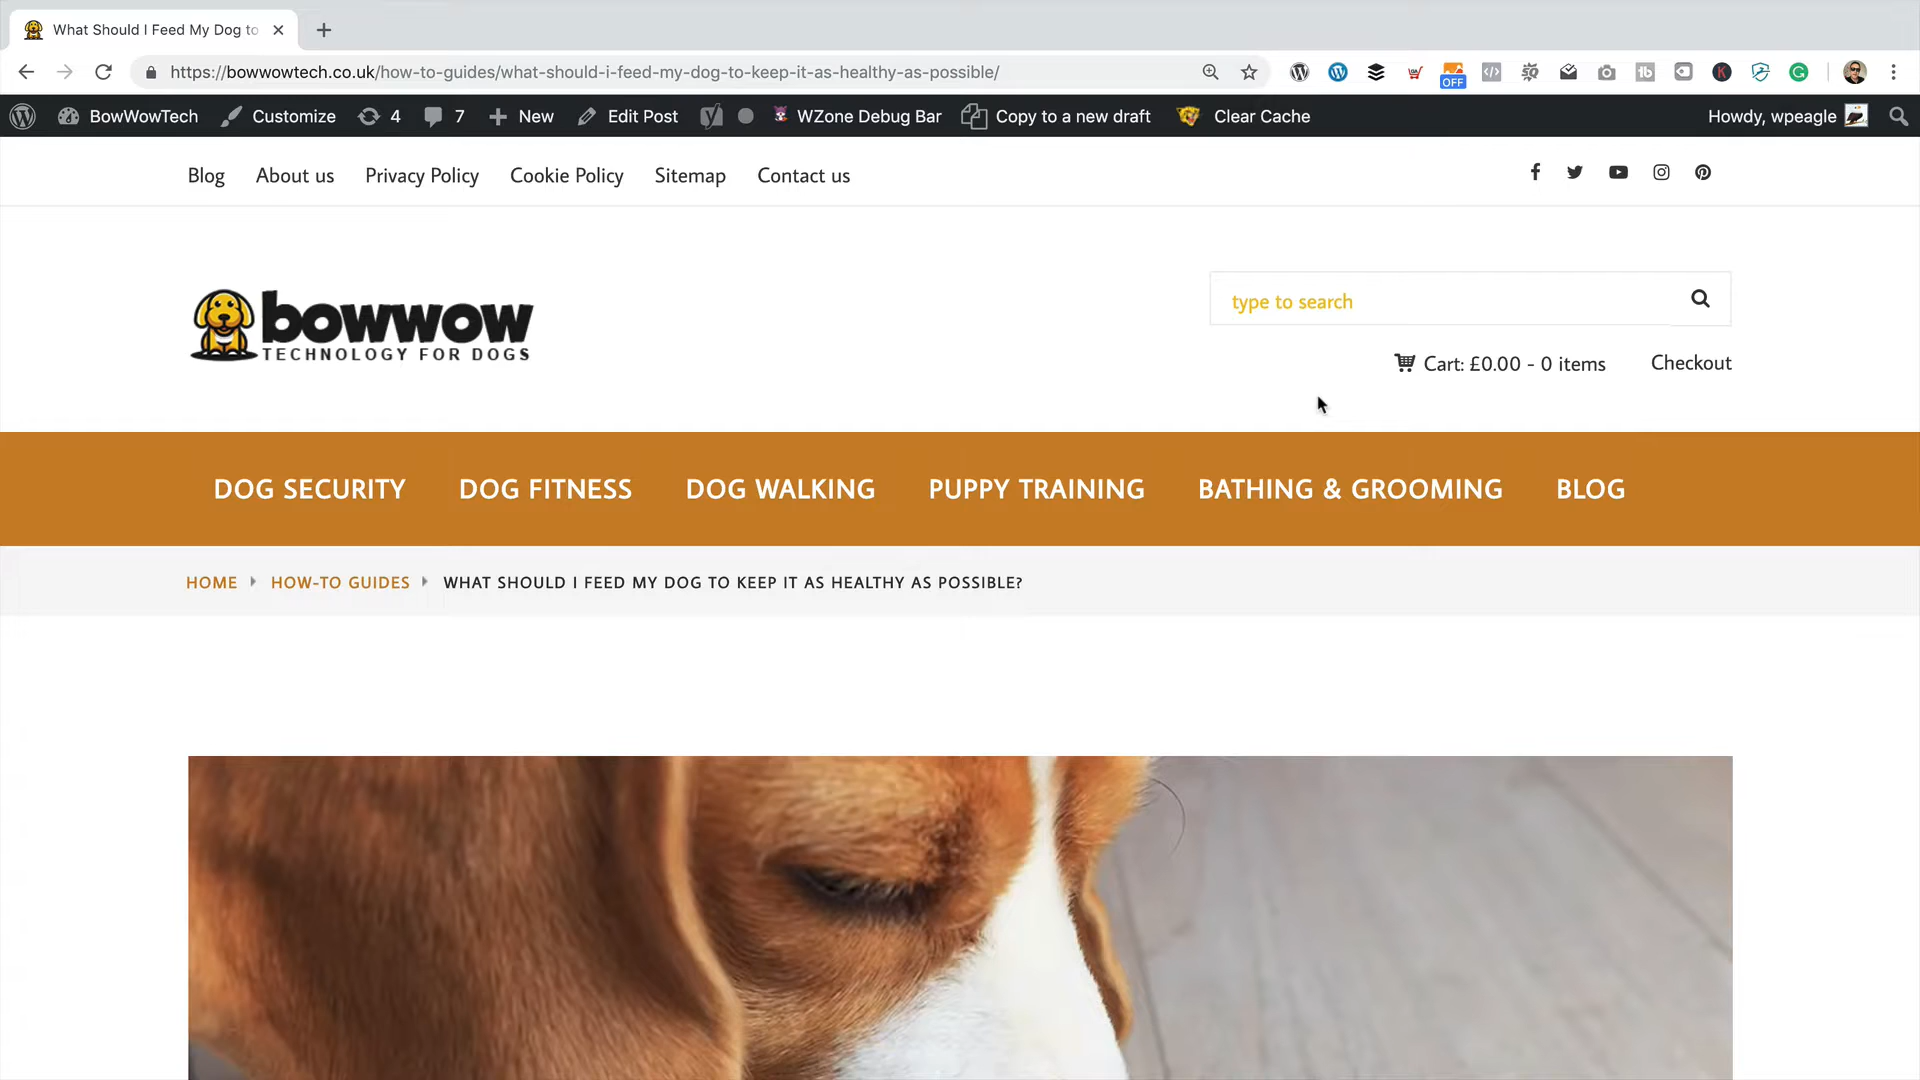 What Should I Feed My Dog to
https://bowwowtech.co.uk/how-to-guides/what-should-i-feed-my-dog-to-keep-it-as-healthy-as-possible/
OFF
BowWowTech Customize 4 7 New Edit Post WZone Debug Bar Copy to a new draft Clear Cache Howdy, wpeagle
Blog About us Privacy Policy Cookie Policy Sitemap Contact us
bowwow
TECHNOLOGY FOR DOGS
type to search
Cart: £0.00 - 0 items Checkout
DOG SECURITY DOG FITNESS DOG WALKING PUPPY TRAINING BATHING & GROOMING BLOG
HOME HOW-TO GUIDES WHAT SHOULD I FEED MY DOG TO KEEP IT AS HEALTHY AS POSSIBLE?